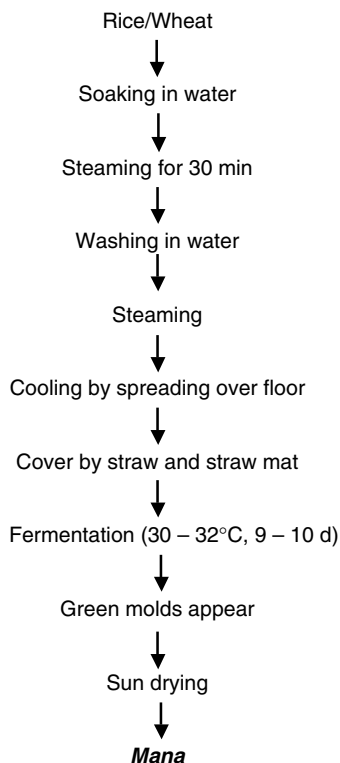 Rice/Wheat
Soaking in water
Steaming for 30 min
Washing in water
Steaming
Cooling by spreading over floor
Cover by straw and straw mat
Fermentation (30 – 32°C, 9 – 10 d)
Green molds appear
Sun drying
Mana